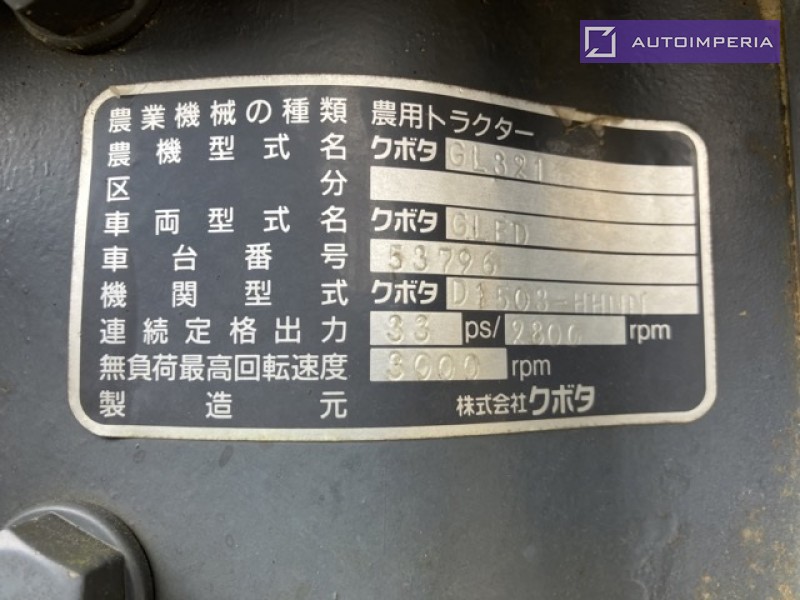 AUTOIMPERIA
農業機械の種類 農用トラクター
農機型式名 クボタ GL321
区分
車両型式名 クボタ GLED
車台番号 53796
機関型式 クボタ
連続定格出力 33 ps/ 2800 rpm
無負荷最高回転速度 3000 rpm
製造元 株式会社クボタ